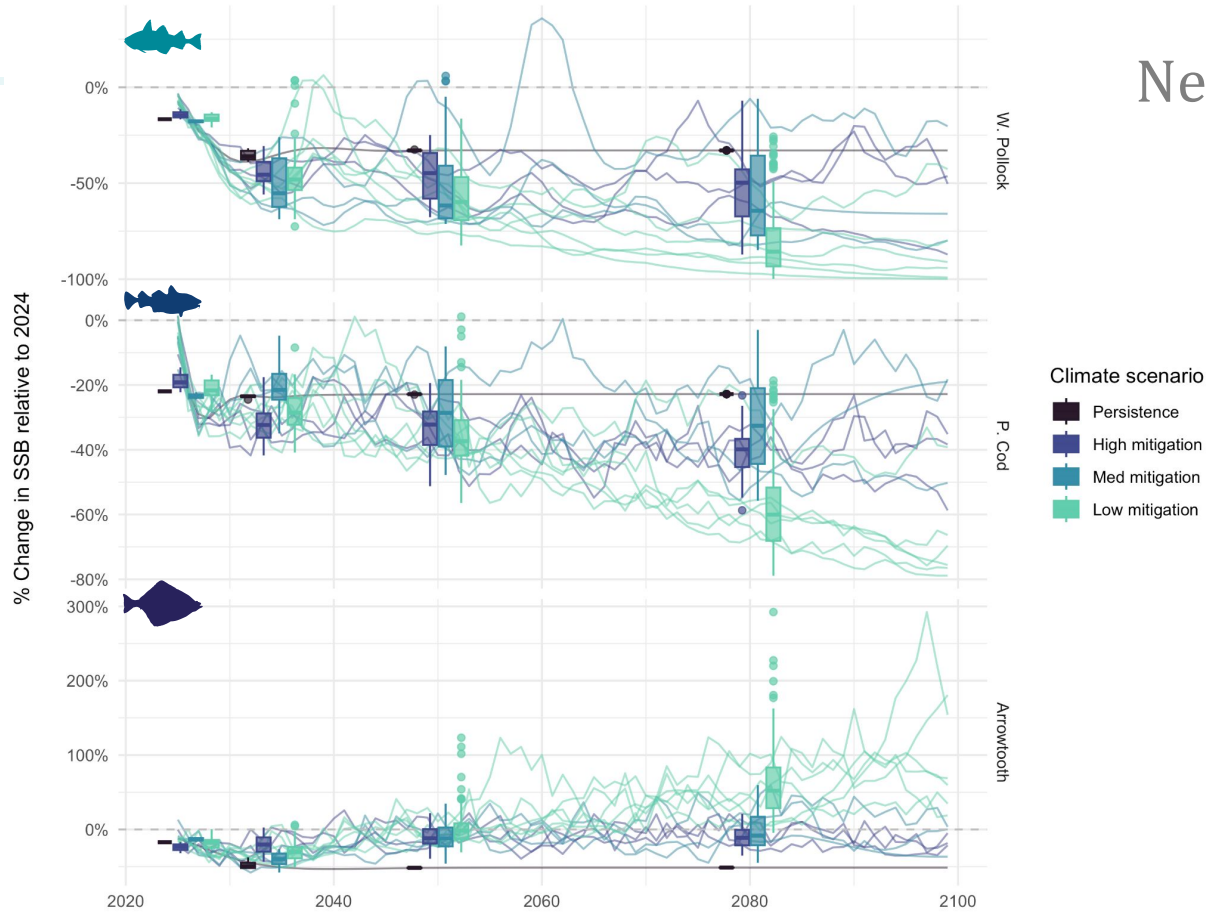 Ne
0%
-50%
-100%
W. Pollock
0%
-20%
-40%
-60%
-80%
P. Cod
300%
200%
100%
0%
Arrowtooth
% Change in SSB relative to 2024
2020
2040
2060
2080
2100
Climate scenario
Persistence
High mitigation
Med mitigation
Low mitigation